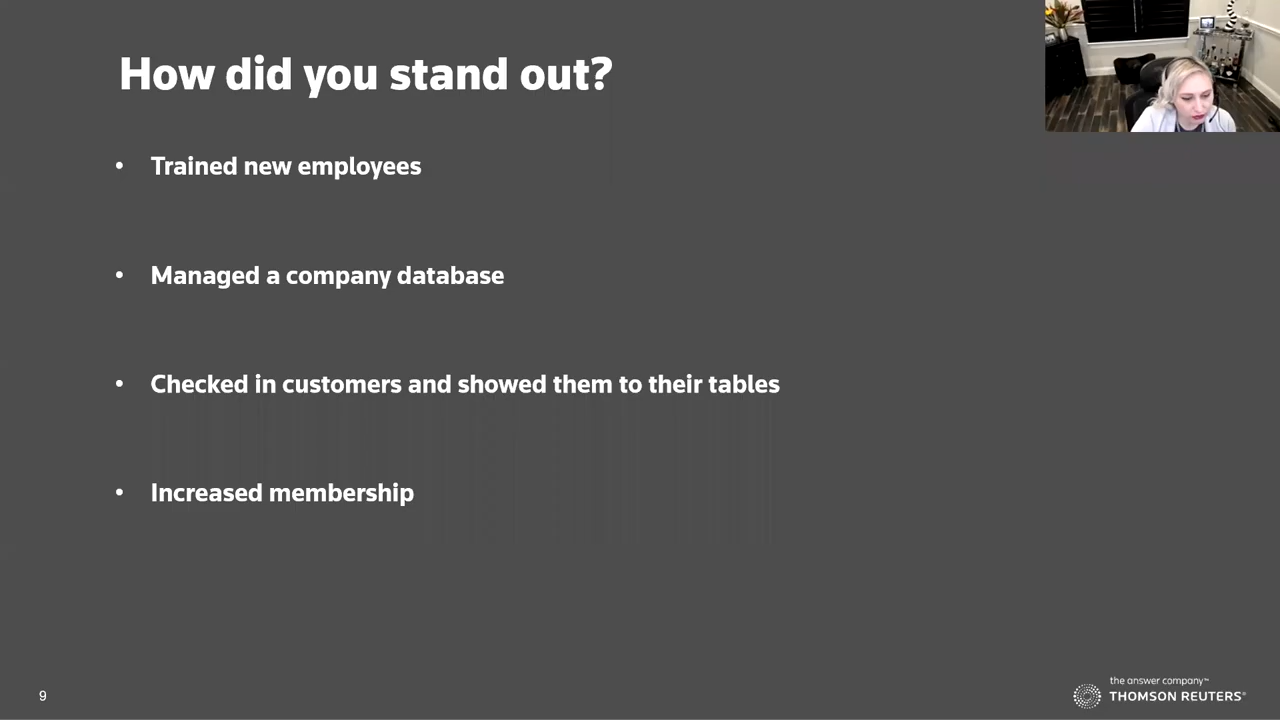 How did you stand out?
• Trained new employees
• Managed a company database
• Checked in customers and showed them to their tables
• Increased membership
9
the answer company™
THOMSON REUTERS®